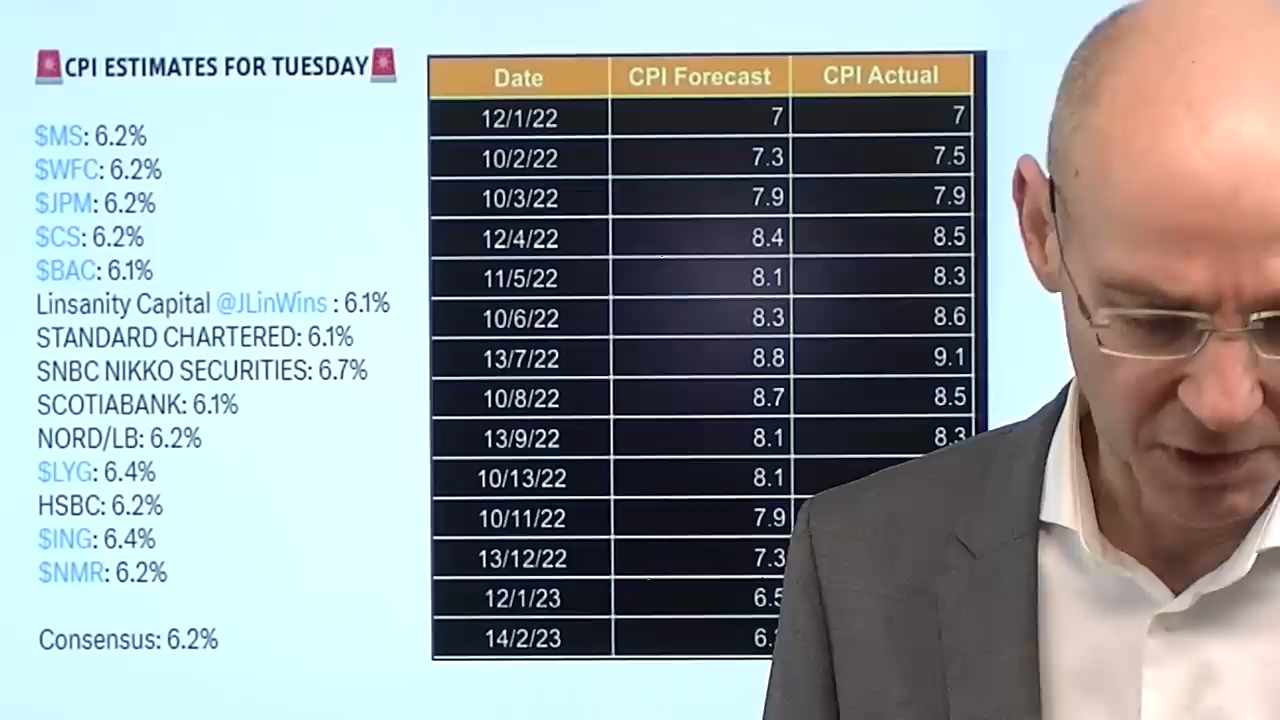 🚨CPI ESTIMATES FOR TUESDAY🚨
$MS: 6.2%
$WFC: 6.2%
$JPM: 6.2%
$CS: 6.2%
$BAC: 6.1%
Linsanity Capital @JLinWins : 6.1%
STANDARD CHARTERED: 6.1%
SNBC NIKKO SECURITIES: 6.7%
SCOTIABANK: 6.1%
NORD/LB: 6.2%
$LYG: 6.4%
HSBC: 6.2%
$ING: 6.4%
$NMR: 6.2%
Consensus: 6.2%
Date CPI Forecast CPI Actual
12/1/22 7 7
10/2/22 7.3 7.5
10/3/22 7.9 7.9
12/4/22 8.4 8.5
11/5/22 8.1 8.3
10/6/22 8.3 8.6
13/7/22 8.8 9.1
10/8/22 8.7 8.5
13/9/22 8.1 8.3
10/13/22 8.1
10/11/22 7.9
13/12/22 7.3
12/1/23 6.5
14/2/23